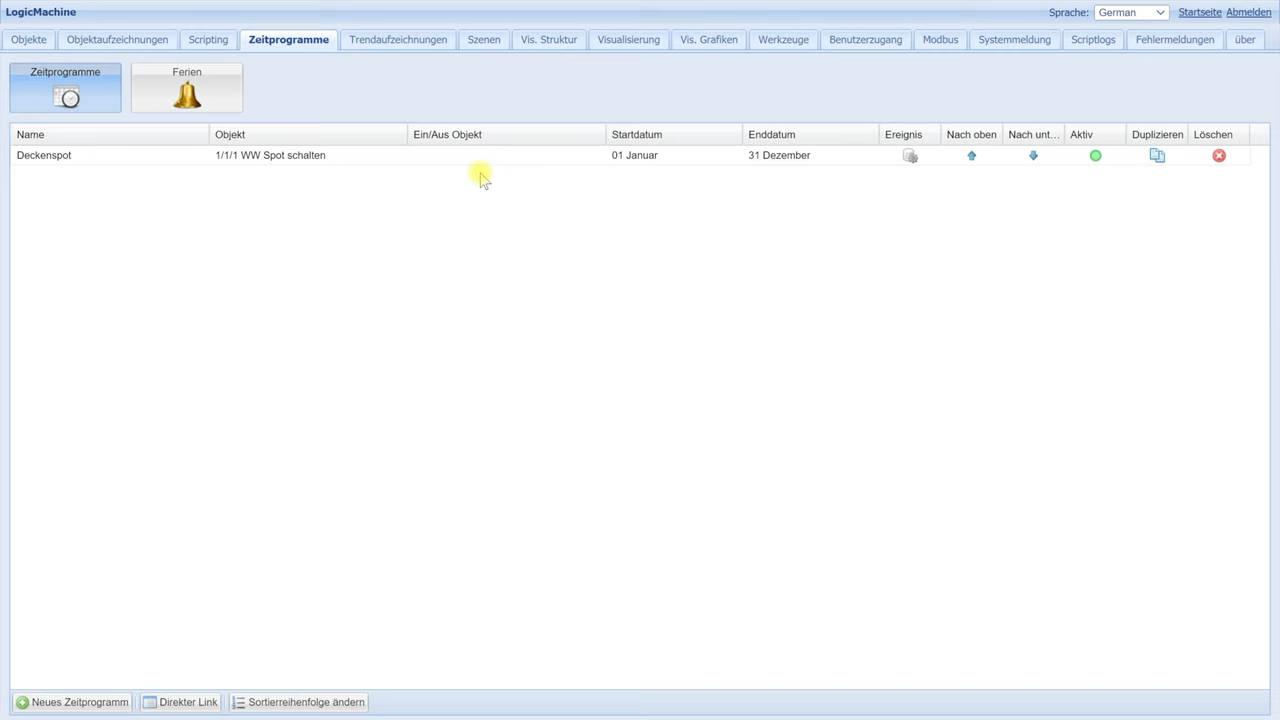 LogicMachine
Sprache: German Startseite Abmelden
Objekte Objektaufzeichnungen Scripting Zeitprogramme Trendaufzeichnungen Szenen Vis. Struktur Visualisierung Vis. Grafiken Werkzeuge Benutzerzugang Modbus Systemmeldung Scriptlogs Fehlermeldungen über
Zeitprogramme Ferien
Name Objekt Ein/Aus Objekt Startdatum Enddatum Ereignis Nach oben Nach unt... Aktiv Duplizieren Löschen
Deckenspot 1/1/1 WW Spot schalten 01 Januar 31 Dezember
Neues Zeitprogramm Direkter Link Sortierreihenfolge ändern